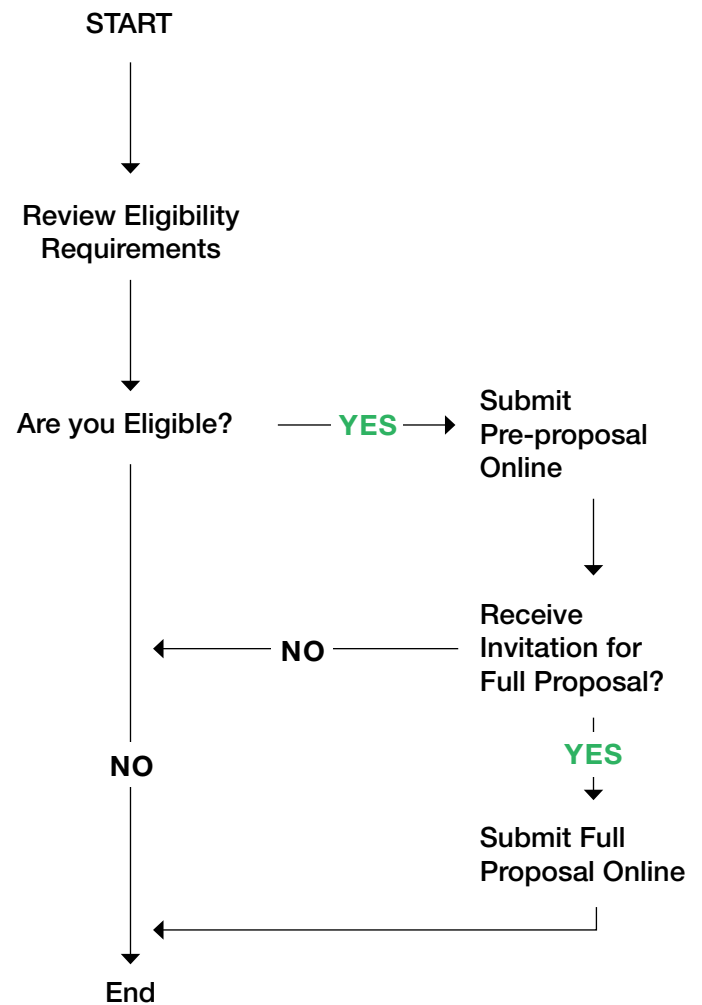 START
Review Eligibility
Requirements
Are you Eligible?
YES
Submit
Pre-proposal
Online
Receive
Invitation for
Full Proposal?
NO
YES
NO
Submit Full
Proposal Online
End